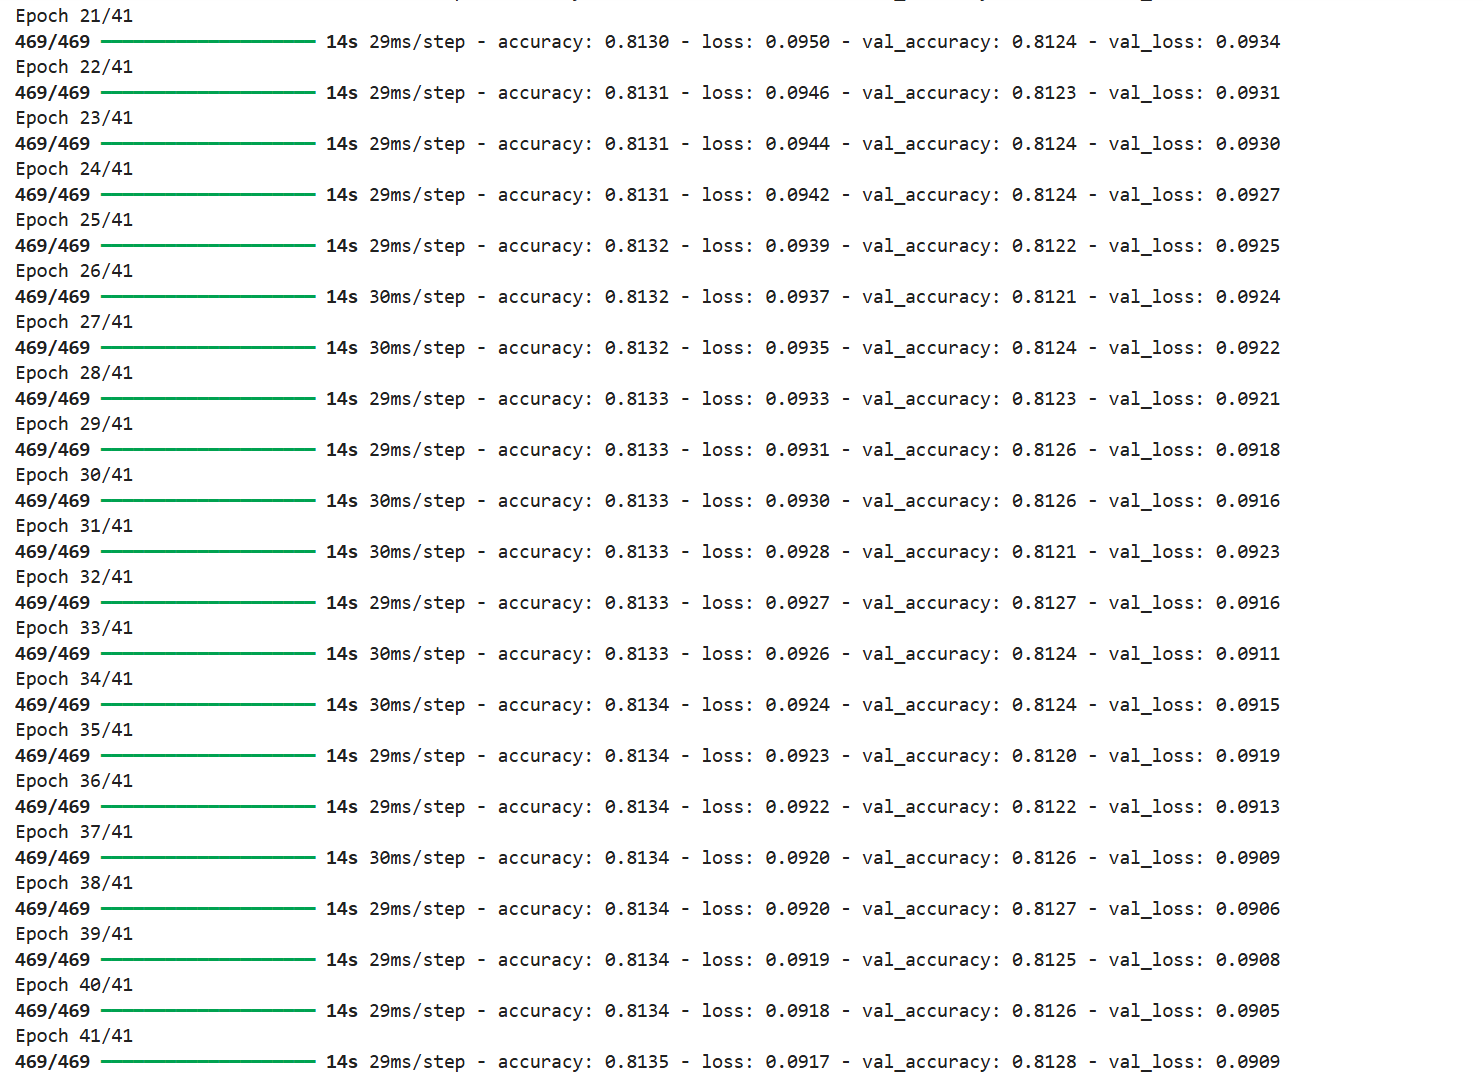 Epoch 21/41
469/469 14s 29ms/step - accuracy: 0.8130 - loss: 0.0950 - val_accuracy: 0.8124 - val_loss: 0.0934
Epoch 22/41
469/469 14s 29ms/step - accuracy: 0.8131 - loss: 0.0946 - val_accuracy: 0.8123 - val_loss: 0.0931
Epoch 23/41
469/469 14s 29ms/step - accuracy: 0.8131 - loss: 0.0944 - val_accuracy: 0.8124 - val_loss: 0.0930
Epoch 24/41
469/469 14s 29ms/step - accuracy: 0.8131 - loss: 0.0942 - val_accuracy: 0.8124 - val_loss: 0.0927
Epoch 25/41
469/469 14s 29ms/step - accuracy: 0.8132 - loss: 0.0939 - val_accuracy: 0.8122 - val_loss: 0.0925
Epoch 26/41
469/469 14s 30ms/step - accuracy: 0.8132 - loss: 0.0937 - val_accuracy: 0.8121 - val_loss: 0.0924
Epoch 27/41
469/469 14s 30ms/step - accuracy: 0.8132 - loss: 0.0935 - val_accuracy: 0.8124 - val_loss: 0.0922
Epoch 28/41
469/469 14s 29ms/step - accuracy: 0.8133 - loss: 0.0933 - val_accuracy: 0.8123 - val_loss: 0.0921
Epoch 29/41
469/469 14s 29ms/step - accuracy: 0.8133 - loss: 0.0931 - val_accuracy: 0.8126 - val_loss: 0.0918
Epoch 30/41
469/469 14s 30ms/step - accuracy: 0.8133 - loss: 0.0930 - val_accuracy: 0.8126 - val_loss: 0.0916
Epoch 31/41
469/469 14s 30ms/step - accuracy: 0.8133 - loss: 0.0928 - val_accuracy: 0.8121 - val_loss: 0.0923
Epoch 32/41
469/469 14s 29ms/step - accuracy: 0.8133 - loss: 0.0927 - val_accuracy: 0.8127 - val_loss: 0.0916
Epoch 33/41
469/469 14s 30ms/step - accuracy: 0.8133 - loss: 0.0926 - val_accuracy: 0.8124 - val_loss: 0.0911
Epoch 34/41
469/469 14s 30ms/step - accuracy: 0.8134 - loss: 0.0924 - val_accuracy: 0.8124 - val_loss: 0.0915
Epoch 35/41
469/469 14s 29ms/step - accuracy: 0.8134 - loss: 0.0923 - val_accuracy: 0.8120 - val_loss: 0.0919
Epoch 36/41
469/469 14s 29ms/step - accuracy: 0.8134 - loss: 0.0922 - val_accuracy: 0.8122 - val_loss: 0.0913
Epoch 37/41
469/469 14s 30ms/step - accuracy: 0.8134 - loss: 0.0920 - val_accuracy: 0.8126 - val_loss: 0.0909
Epoch 38/41
469/469 14s 29ms/step - accuracy: 0.8134 - loss: 0.0920 - val_accuracy: 0.8127 - val_loss: 0.0906
Epoch 39/41
469/469 14s 29ms/step - accuracy: 0.8134 - loss: 0.0919 - val_accuracy: 0.8125 - val_loss: 0.0908
Epoch 40/41
469/469 14s 29ms/step - accuracy: 0.8134 - loss: 0.0918 - val_accuracy: 0.8126 - val_loss: 0.0905
Epoch 41/41
469/469 14s 29ms/step - accuracy: 0.8135 - loss: 0.0917 - val_accuracy: 0.8128 - val_loss: 0.0909